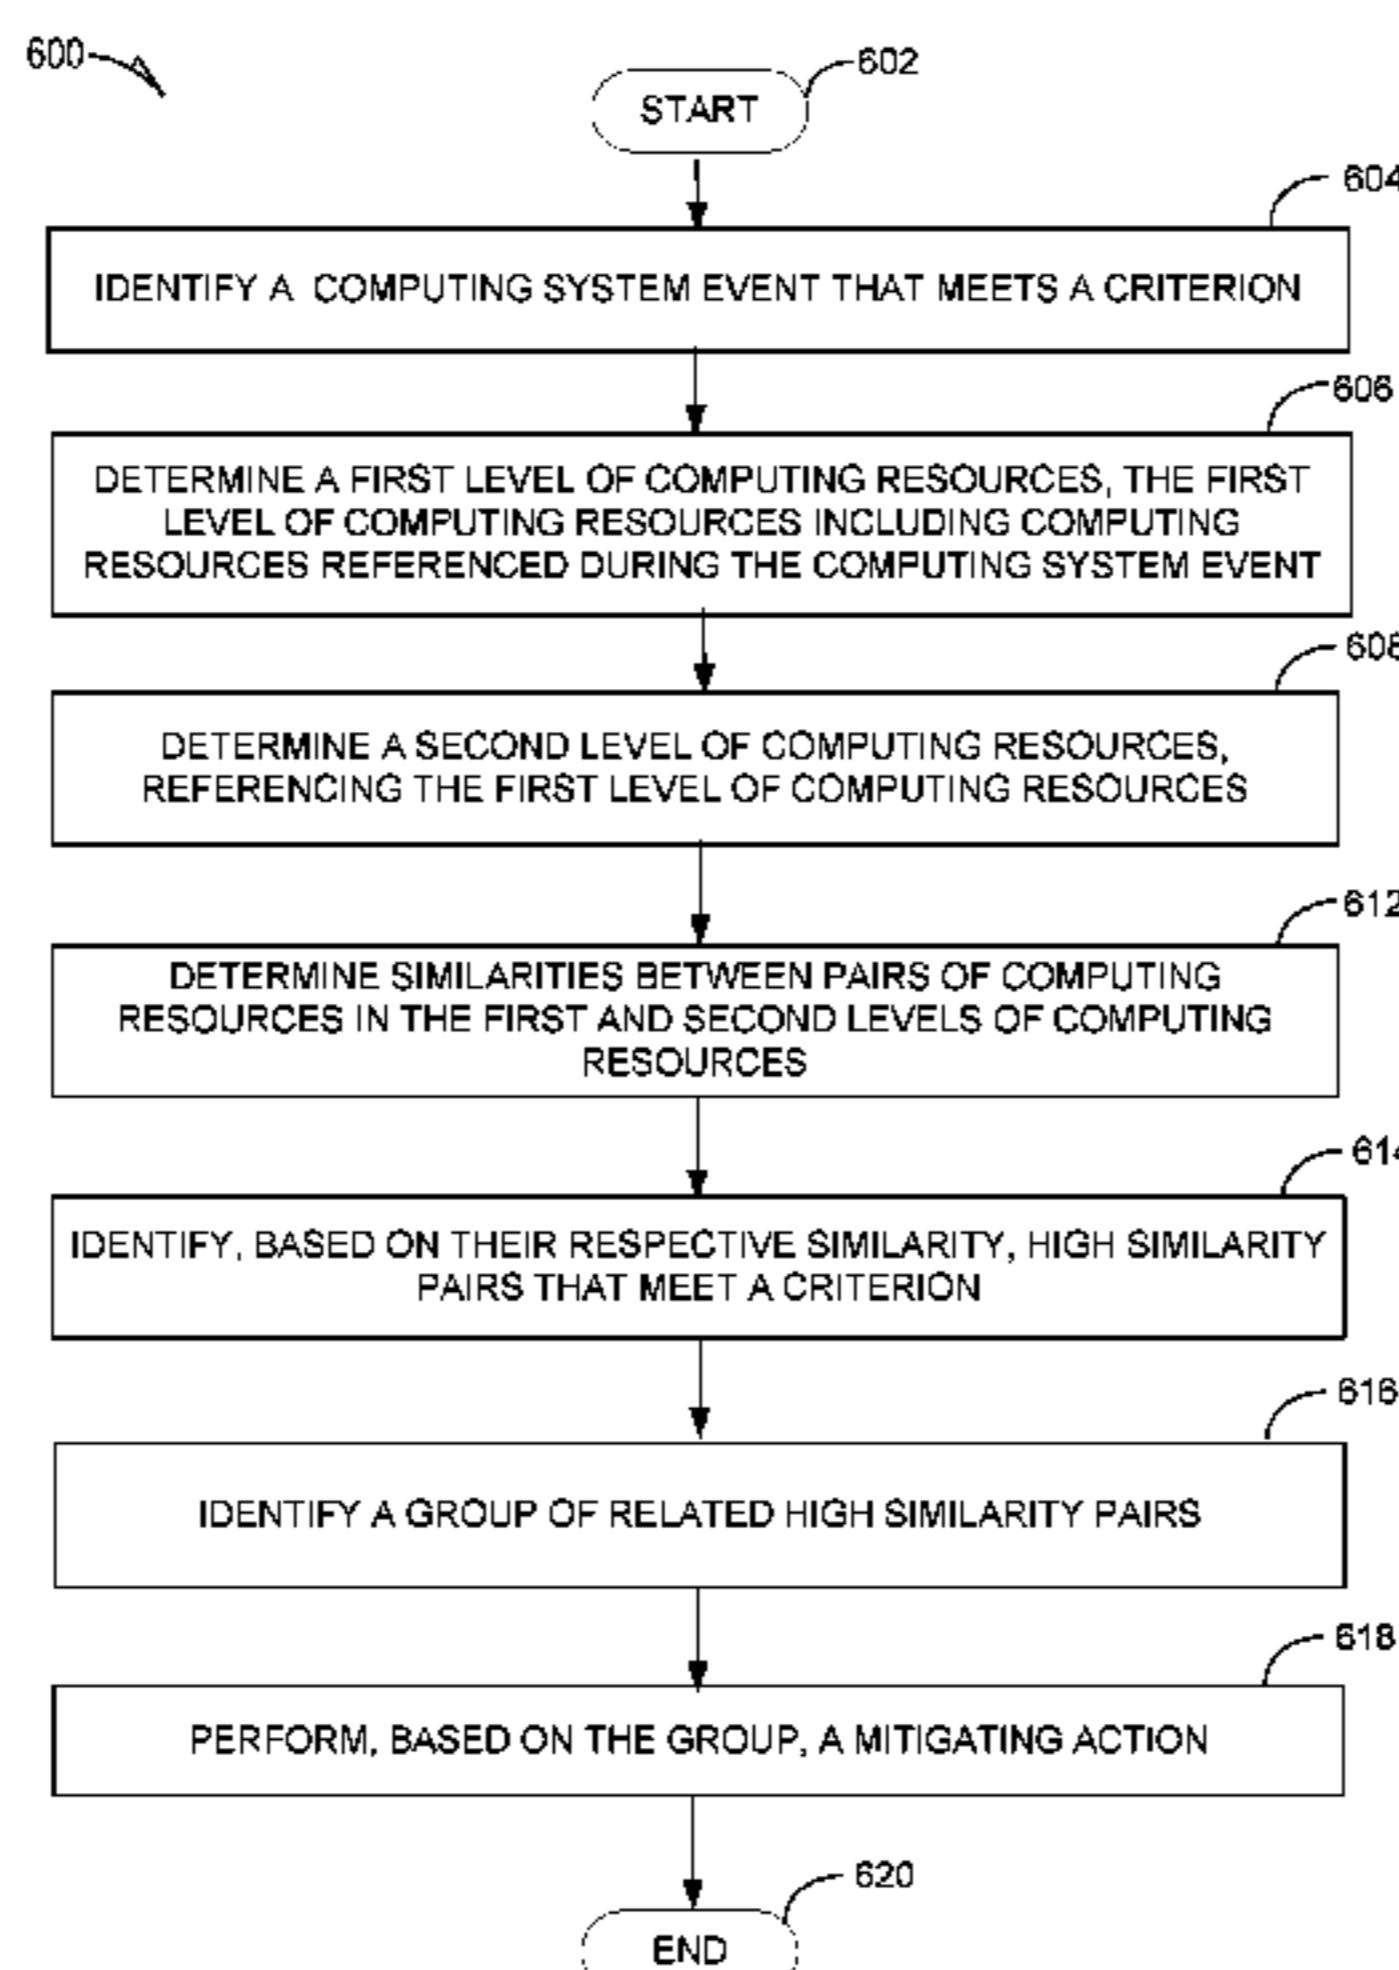 600
602
START
604
IDENTIFY A COMPUTING SYSTEM EVENT THAT MEETS A CRITERION
606
DETERMINE A FIRST LEVEL OF COMPUTING RESOURCES, THE FIRST
LEVEL OF COMPUTING RESOURCES INCLUDING COMPUTING
RESOURCES REFERENCED DURING THE COMPUTING SYSTEM EVENT
608
DETERMINE A SECOND LEVEL OF COMPUTING RESOURCES,
REFERENCING THE FIRST LEVEL OF COMPUTING RESOURCES
612
DETERMINE SIMILARITIES BETWEEN PAIRS OF COMPUTING
RESOURCES IN THE FIRST AND SECOND LEVELS OF COMPUTING
RESOURCES
614
IDENTIFY, BASED ON THEIR RESPECTIVE SIMILARITY, HIGH SIMILARITY
PAIRS THAT MEET A CRITERION
616
IDENTIFY A GROUP OF RELATED HIGH SIMILARITY PAIRS
618
PERFORM, BASED ON THE GROUP, A MITIGATING ACTION
620
END